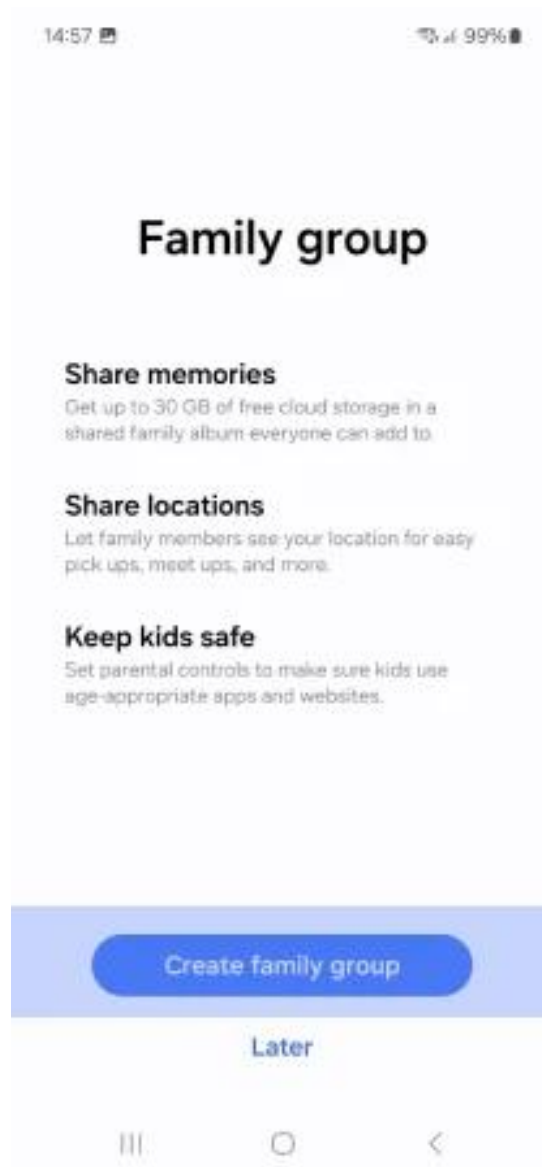 14:57
99%
Family group
Share memories
Get up to 30 GB of free cloud storage in a
shared family album everyone can add to.
Share locations
Let family members see your location for easy
pick ups, meet ups, and more.
Keep kids safe
Set parental controls to make sure kids use
age-appropriate apps and websites.
Create family group
Later